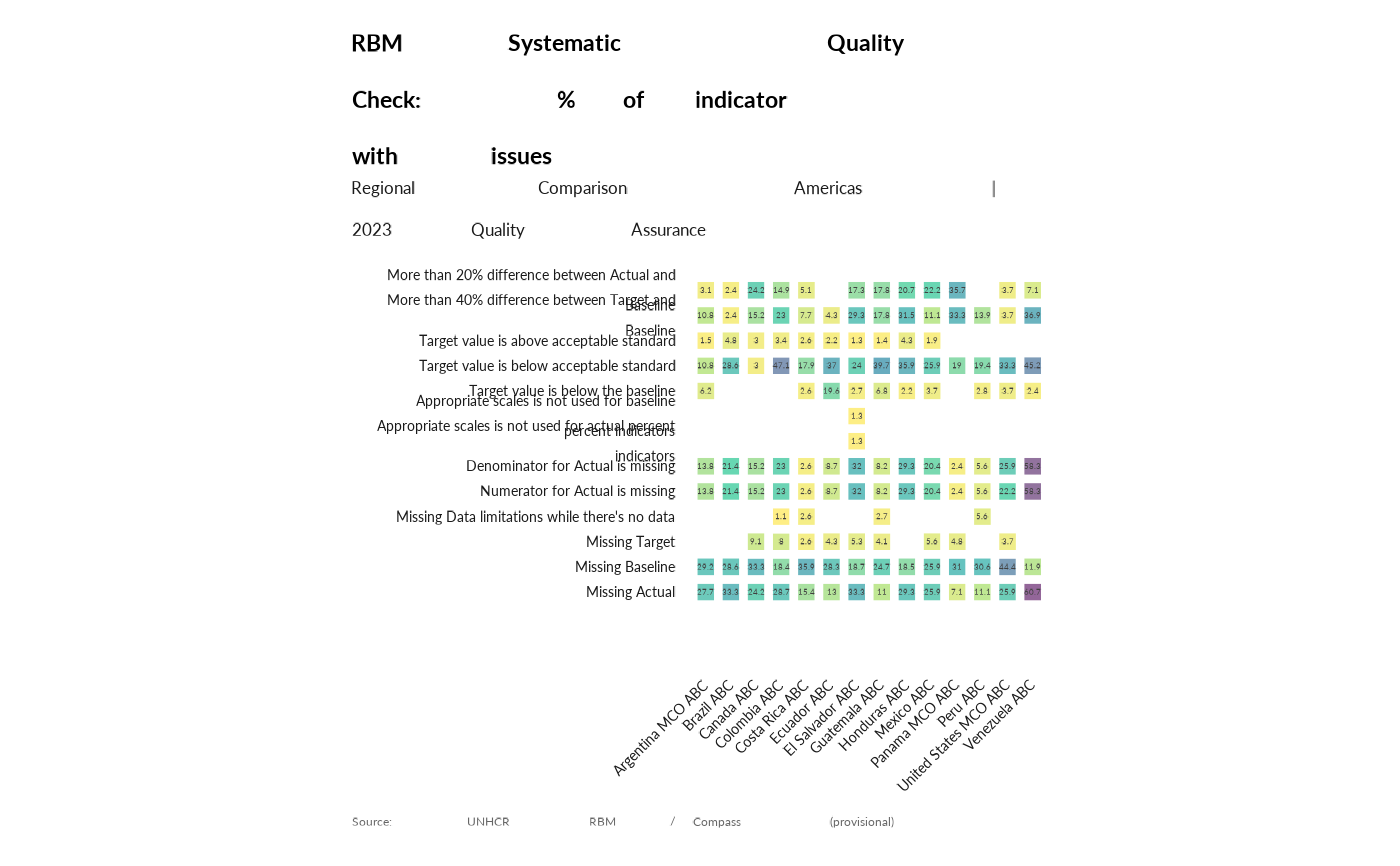 RBM Systematic Quality
Check: % of indicator
with issues
Regional Comparison Americas |
2023 Quality Assurance
More than 20% difference between Actual and
Baseline
3.1 2.4 24.2 14.9 5.1 17.3 17.8 20.7 22.2 35.7 3.7 7.1
More than 40% difference between Target and
Baseline
10.8 2.4 15.2 23 7.7 4.3 29.3 17.8 31.5 11.1 33.3 13.9 3.7 36.9
Target value is above acceptable standard
1.5 4.8 3 3.4 2.6 2.2 1.3 1.4 4.3 1.9
Target value is below acceptable standard
10.8 28.6 3 47.1 17.9 37 24 39.7 35.9 25.9 19 19.4 33.3 45.2
Target value is below the baseline
6.2 2.6 19.6 2.7 6.8 2.2 3.7 2.8 3.7 2.4
Appropriate scales is not used for baseline
percent indicators
1.3
Appropriate scales is not used for actual percent
indicators
1.3
Denominator for Actual is missing
13.8 21.4 15.2 23 2.6 8.7 32 8.2 29.3 20.4 2.4 5.6 25.9 58.3
Numerator for Actual is missing
13.8 21.4 15.2 23 2.6 8.7 32 8.2 29.3 20.4 2.4 5.6 22.2 58.3
Missing Data limitations while there's no data
1.1 2.6 2.7 5.6
Missing Target
9.1 8 2.6 4.3 5.3 4.1 5.6 4.8 3.7
Missing Baseline
29.2 28.6 33.3 18.4 35.9 28.3 18.7 24.7 18.5 25.9 31 30.6 44.4 11.9
Missing Actual
27.7 33.3 24.2 28.7 15.4 13 33.3 11 29.3 25.9 7.1 11.1 25.9 60.7
Argentina MCO ABC
Brazil ABC
Canada ABC
Colombia ABC
Costa Rica ABC
Ecuador ABC
El Salvador ABC
Guatemala ABC
Honduras ABC
Mexico ABC
Panama MCO ABC
Peru ABC
United States MCO ABC
Venezuela ABC
Source: UNHCR RBM / Compass (provisional)